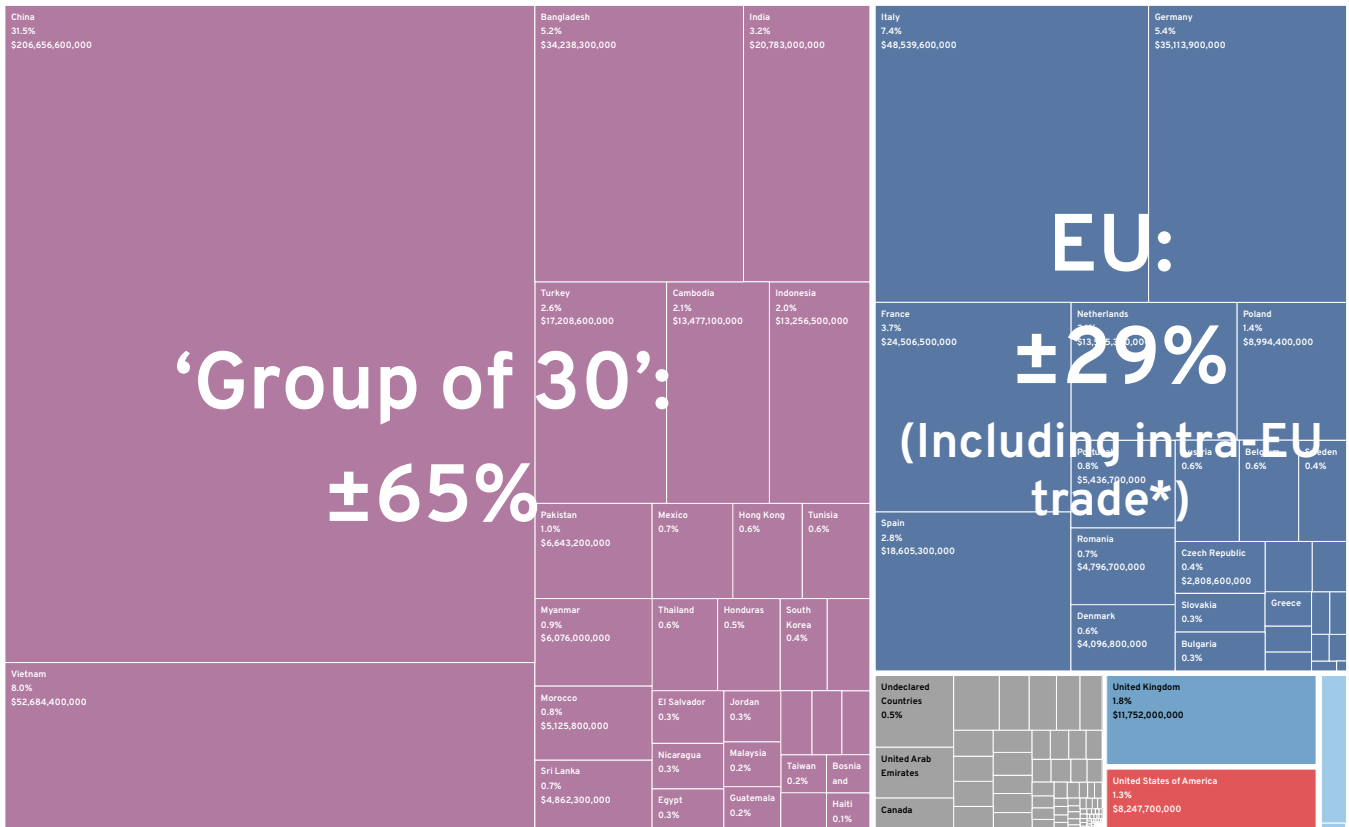 China
31.5%
$206,656,600,000
Vietnam
8.0%
$52,684,400,000
Bangladesh
5.2%
$34,238,300,000
India
3.2%
$20,783,000,000
Turkey
2.6%
$17,208,600,000
Cambodia
2.1%
$13,477,100,000
Indonesia
2.0%
$13,256,500,000
‘Group of 30’:
±65%
Pakistan
1.0%
$6,643,200,000
Mexico
0.7%
Hong Kong
0.6%
Tunisia
0.6%
Myanmar
0.9%
$6,076,000,000
Thailand
0.6%
Honduras
0.5%
South
Korea
0.4%
Morocco
0.8%
$5,125,800,000
El Salvador
0.3%
Jordan
0.3%
Nicaragua
0.3%
Malaysia
0.2%
Taiwan
0.2%
Bosnia
and
Sri Lanka
0.7%
$4,862,300,000
Egypt
0.3%
Guatemala
0.2%
Haiti
0.1%
Italy
7.4%
$48,539,600,000
Germany
5.4%
$35,113,900,000
EU:
±29%
(Including intra-EU
trade*)
France
3.7%
$24,506,500,000
Netherlands
Poland
1.4%
$8,994,400,000
Spain
2.8%
$18,605,300,000
Portugal
0.8%
$5,436,700,000
Austria
0.6%
Belgium
0.6%
Sweden
0.4%
Romania
0.7%
$4,796,700,000
Czech Republic
0.4%
$2,808,600,000
Slovakia
0.3%
Greece
Denmark
0.6%
$4,096,800,000
Bulgaria
0.3%
Undeclared
Countries
0.5%
United Arab
Emirates
Canada
United Kingdom
1.8%
$11,752,000,000
United States of America
1.3%
$8,247,700,000